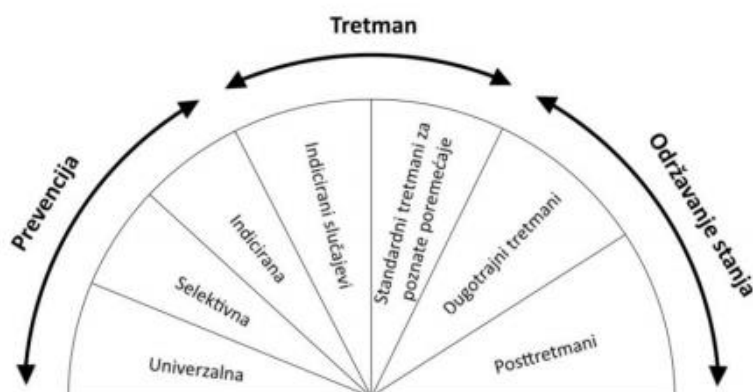 Tretman
Prevencija
Održavanje stanja
Univerzalna
Selektivna
Indicirana
Indicirani slučajevi
Standardni tretmani za
poznate poremećaje
Dugotrajni tretmani
Posttretmani